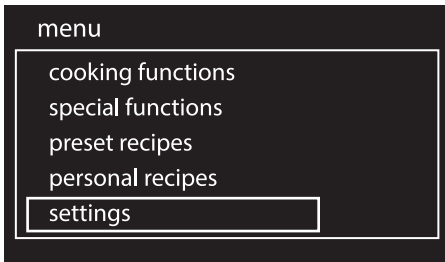 menu
cooking functions
special functions
preset recipes
personal recipes
settings